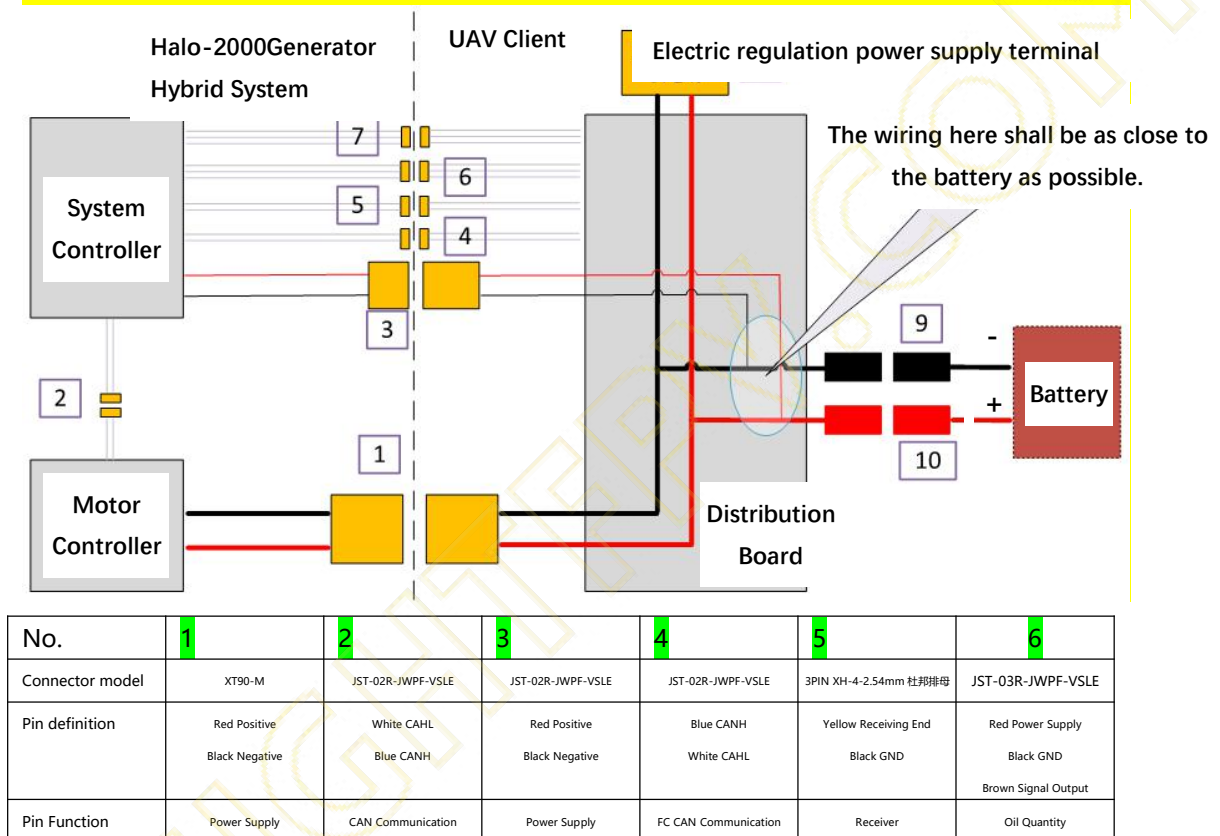 Halo-2000Generator
Hybrid System
UAV Client
Electric regulation power supply terminal
The wiring here shall be as close to
the battery as possible.
7
6
5
4
System
Controller
3
9
-
2
Battery
+
1
10
Motor
Controller
Distribution
Board
No. 1 2 3 4 5 6
Connector model XT90-M JST-02R-JWPF-VSLE JST-02R-JWPF-VSLE JST-02R-JWPF-VSLE 3PIN XH-4-2.54mm 杜邦排母 JST-03R-JWPF-VSLE
Pin definition Red Positive White CAHL Red Positive Blue CANH Yellow Receiving End Red Power Supply
Black Negative Blue CANH Black Negative White CAHL Black GND Black GND
Brown Signal Output
Pin Function Power Supply CAN Communication Power Supply FC CAN Communication Receiver Oil Quantity